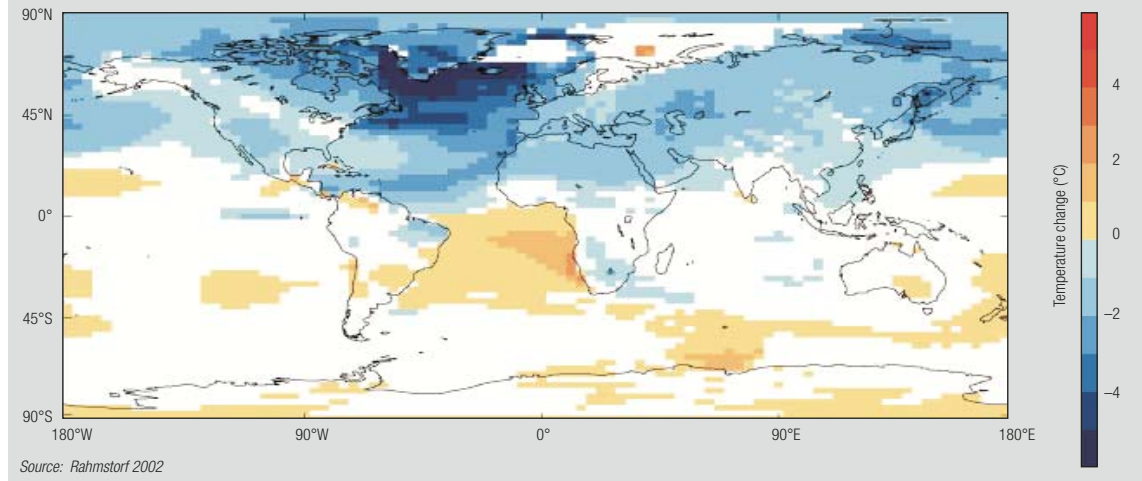 90°N
45°N
0°
45°S
90°S
180°W 90°W 0° 90°E 180°E
Temperature change (°C)
4
2
0
–2
–4
Source: Rahmstorf 2002